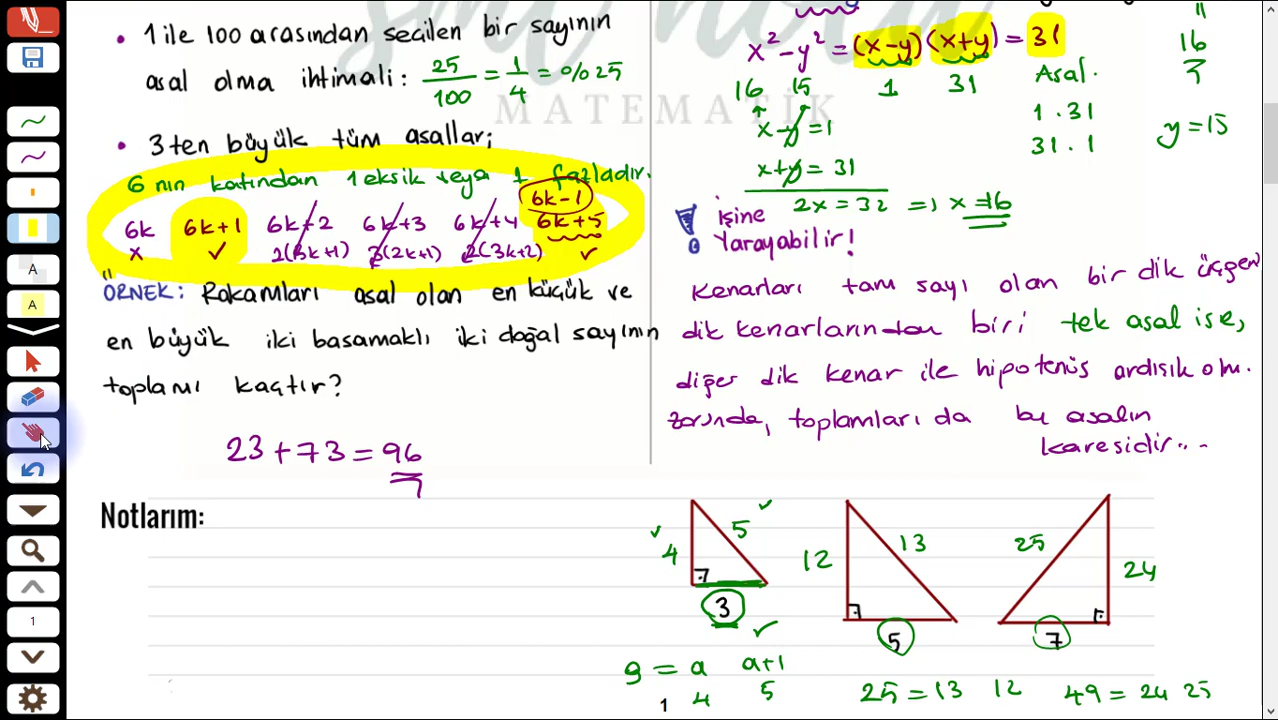 1 ile 100 arasından seçilen bir sayının
asal olma ihtimali: 25/100 = 1/4 = %25
MATEMATİK
• 3 ten büyük tüm asallar;
6 nın katından 1 eksik veya 1 fazladır.
6k-1
6k 6k+1 6k+2 6k+3 6k+4 6k+5
x ✓ 2(3k+1) 3(2k+1) 2(3k+2) ✓
ÖRNEK: Rakamları asal olan en küçük ve
en büyük iki basamaklı iki doğal sayının
toplamı kaçtır?
23+73=96
x²-y² = (x-y)(x+y) = 31
16 15 1 31
Asal.
1 . 31
31 . 1
16
y=15
x-y=1
x+y=31
2x=32 => x=16
! İşine
Yarayabilir!
Kenarları tam sayı olan bir dik üçgen
dik kenarlarından biri tek asal ise,
diğer dik kenar ile hipotenüs ardışık olm.
zorunda, toplamları da bu asalın
karesidir...
Notlarım:
4 5 3
12 13 5
25 24 7
9 = a a+1
4 5
25 = 13 12
49 = 24 25
1
A
A
1